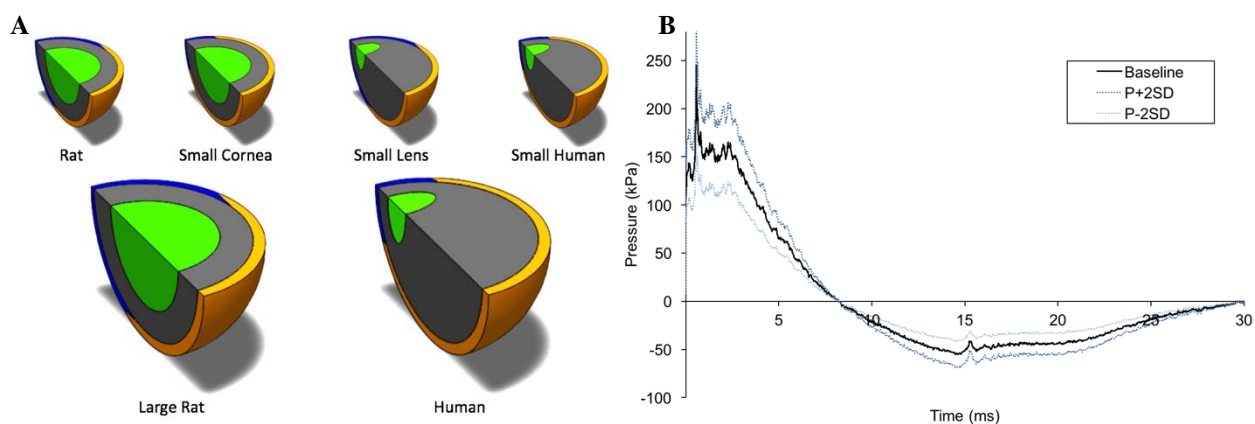 A
Rat
Small Cornea
Small Lens
Small Human
Large Rat
Human
B
Baseline
P+2SD
P-2SD
Pressure (kPa)
250
200
150
100
50
0
-50
-100
5
10
15
20
25
30
Time (ms)